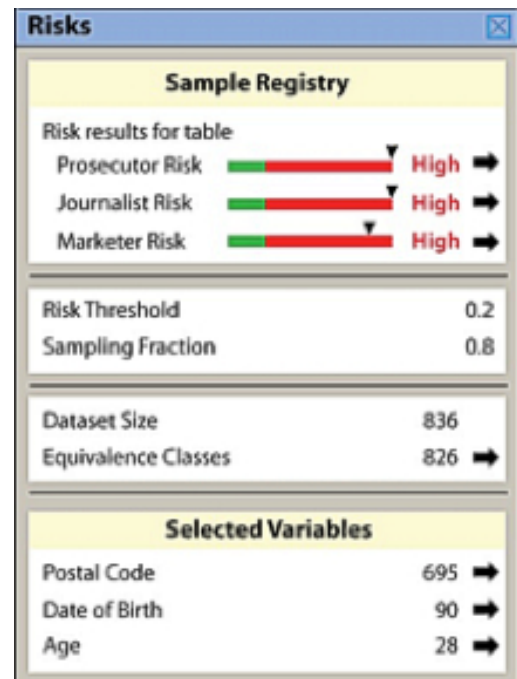 Risks
Sample Registry
Risk results for table
Prosecutor Risk High
Journalist Risk High
Marketer Risk High
Risk Threshold 0.2
Sampling Fraction 0.8
Dataset Size 836
Equivalence Classes 826
Selected Variables
Postal Code 695
Date of Birth 90
Age 28